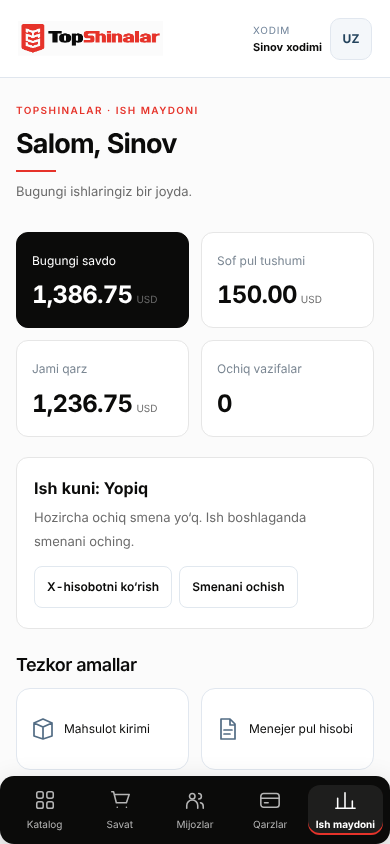 TopShinalar
XODIM
Sinov xodimi
UZ
TOPSHINALAR · ISH MAYDONI
Salom, Sinov
Bugungi ishlaringiz bir joyda.
Bugungi savdo
1,386.75 USD
Sof pul tushumi
150.00 USD
Jami qarz
1,236.75 USD
Ochiq vazifalar
0
Ish kuni: Yopiq
Hozircha ochiq smena yo‘q. Ish boshlaganda
smenani oching.
X-hisobotni ko‘rish
Smenani ochish
Tezkor amallar
Mahsulot kirimi
Menejer pul hisobi
Katalog
Savat
Mijozlar
Qarzlar
Ish maydoni